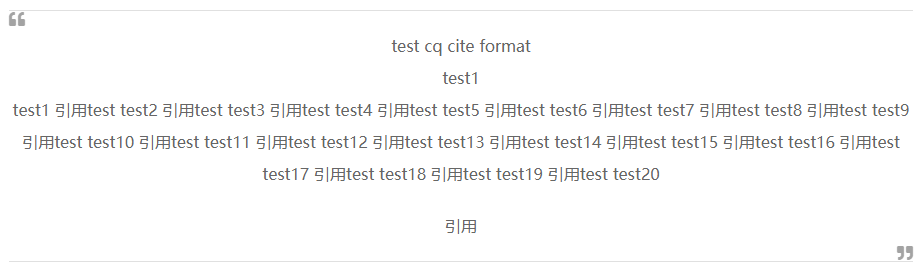 test cq cite format
test1
test1 引用test test2 引用test test3 引用test test4 引用test test5 引用test test6 引用test test7 引用test test8 引用test test9
引用test test10 引用test test11 引用test test12 引用test test13 引用test test14 引用test test15 引用test test16 引用test
test17 引用test test18 引用test test19 引用test test20
引用